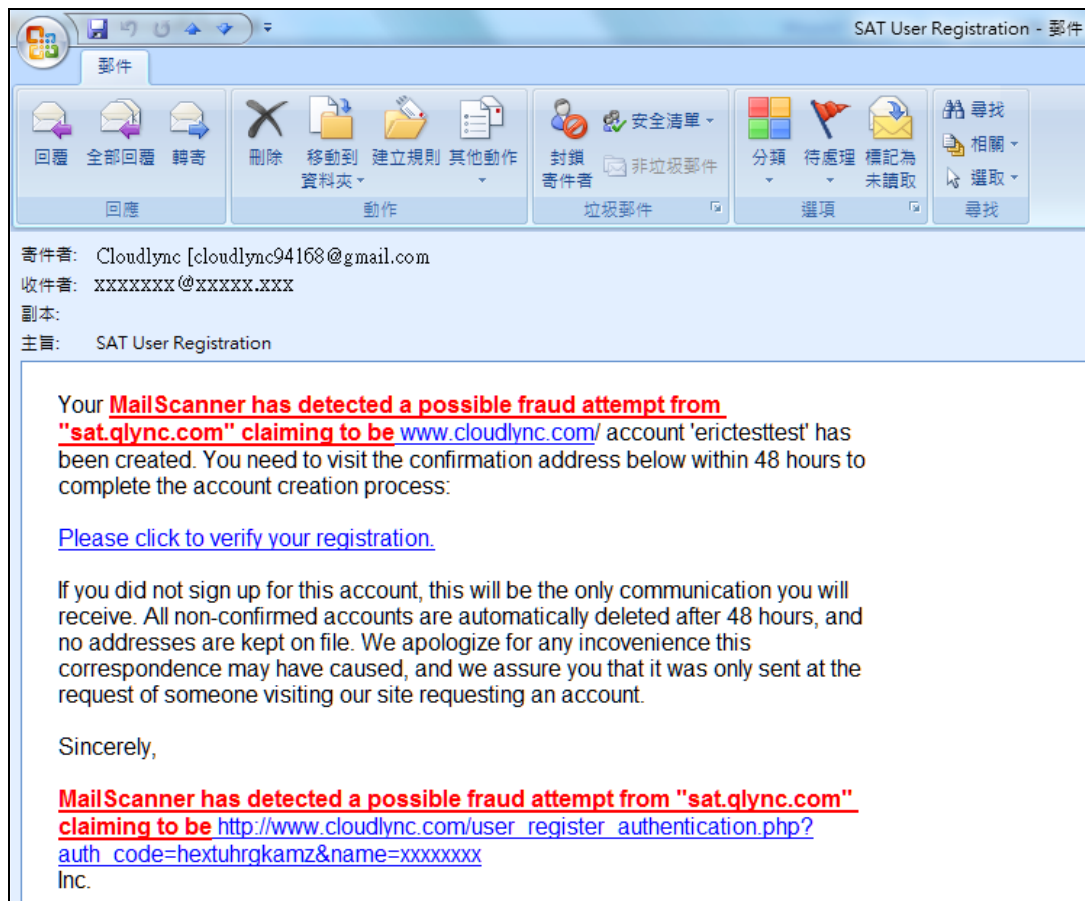 SAT User Registration - 郵件
郵件
回覆 全部回覆 轉寄
刪除 移動到資料夾 建立規則 其他動作
封鎖寄件者 安全清單 非垃圾郵件
分類 待處理 標記為未讀取
尋找 相關 選取
回應 動作 垃圾郵件 選項 尋找
寄件者: Cloudlync [cloudlync94168@gmail.com
收件者: xxxxxxx@xxxxx.xxx
副本:
主旨: SAT User Registration
Your MailScanner has detected a possible fraud attempt from
"sat.qlync.com" claiming to be www.cloudlync.com/ account 'erictesttest' has
been created. You need to visit the confirmation address below within 48 hours to
complete the account creation process:
Please click to verify your registration.
If you did not sign up for this account, this will be the only communication you will
receive. All non-confirmed accounts are automatically deleted after 48 hours, and
no addresses are kept on file. We apologize for any incovenience this
correspondence may have caused, and we assure you that it was only sent at the
request of someone visiting our site requesting an account.
Sincerely,
MailScanner has detected a possible fraud attempt from "sat.qlync.com"
claiming to be http://www.cloudlync.com/user_register_authentication.php?
auth_code=hextuhrgkamz&name=xxxxxxxx
Inc.